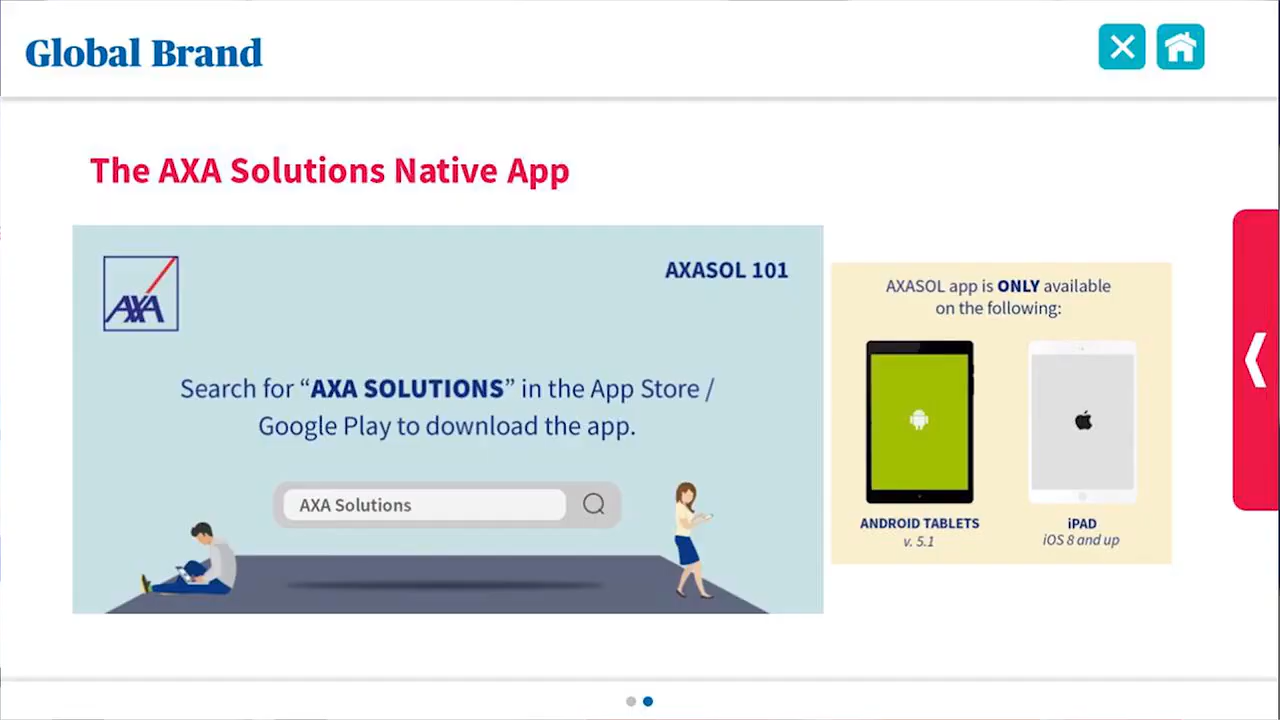 Global Brand
The AXA Solutions Native App
AXA
AXASOL 101
Search for “AXA SOLUTIONS” in the App Store /
Google Play to download the app.
AXA Solutions
AXASOL app is ONLY available
on the following:
ANDROID TABLETS
v. 5.1
iPAD
iOS 8 and up